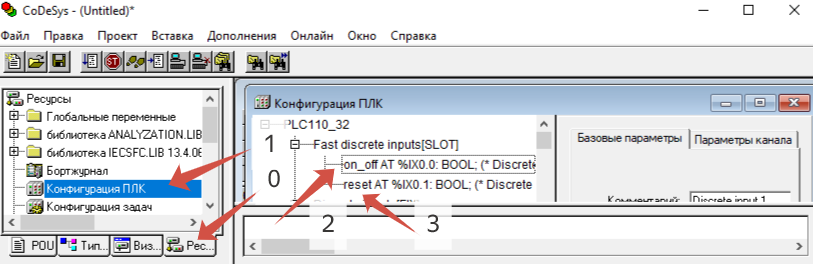 CoDeSys - (Untitled)*
Файл Правка Проект Вставка Дополнения Онлайн Окно Справка
Ресурсы
Глобальные переменные
библиотека ANALYZATION.LIB
библиотека IECSFC.LIB 13.4.06
Бортжурнал
Конфигурация ПЛК
Конфигурация задач
POU Тип... Виз... Рес...
Конфигурация ПЛК
PLC110_32
Fast discrete inputs[SLOT]
on_off AT %IX0.0: BOOL; (* Discrete
reset AT %IX0.1: BOOL; (* Discrete
Базовые параметры Параметры канала
Комментарий: Discrete input 1
1
0
2
3